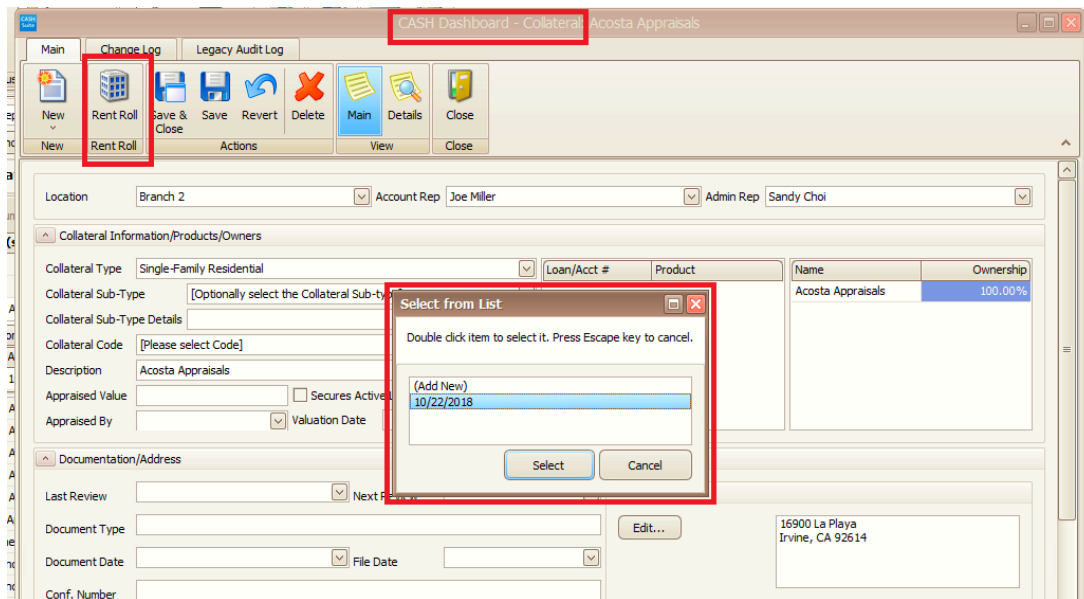 CASH Suite
CASH Dashboard - Collateral: Acosta Appraisals
Main Change Log Legacy Audit Log
New Rent Roll Save & Close Save Revert Delete Main Details Close
New Rent Roll Actions View Close
Location Branch 2 Account Rep Joe Miller Admin Rep Sandy Choi
Collateral Information/Products/Owners
Collateral Type Single-Family Residential Loan/Acct # Product Name Ownership
Collateral Sub-Type [Optionally select the Collateral Sub-type Acosta Appraisals 100.00%
Select from List
Collateral Sub-Type Details
Double click item to select it. Press Escape key to cancel.
Collateral Code [Please select Code]
Description Acosta Appraisals
(Add New)
Appraised Value Secures Active
10/22/2018
Appraised By Valuation Date
Select Cancel
Documentation/Address
Last Review Next Review
Document Type Edit... 16900 La Playa
Irvine, CA 92614
Document Date File Date
Conf. Number